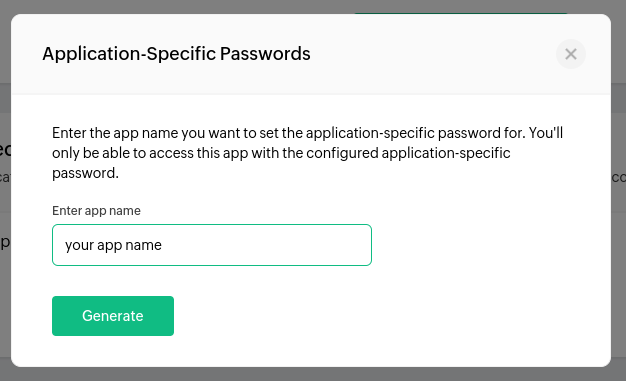 Application-Specific Passwords
Enter the app name you want to set the application-specific password for. You'll
only be able to access this app with the configured application-specific
password.
Enter app name
your app name
Generate